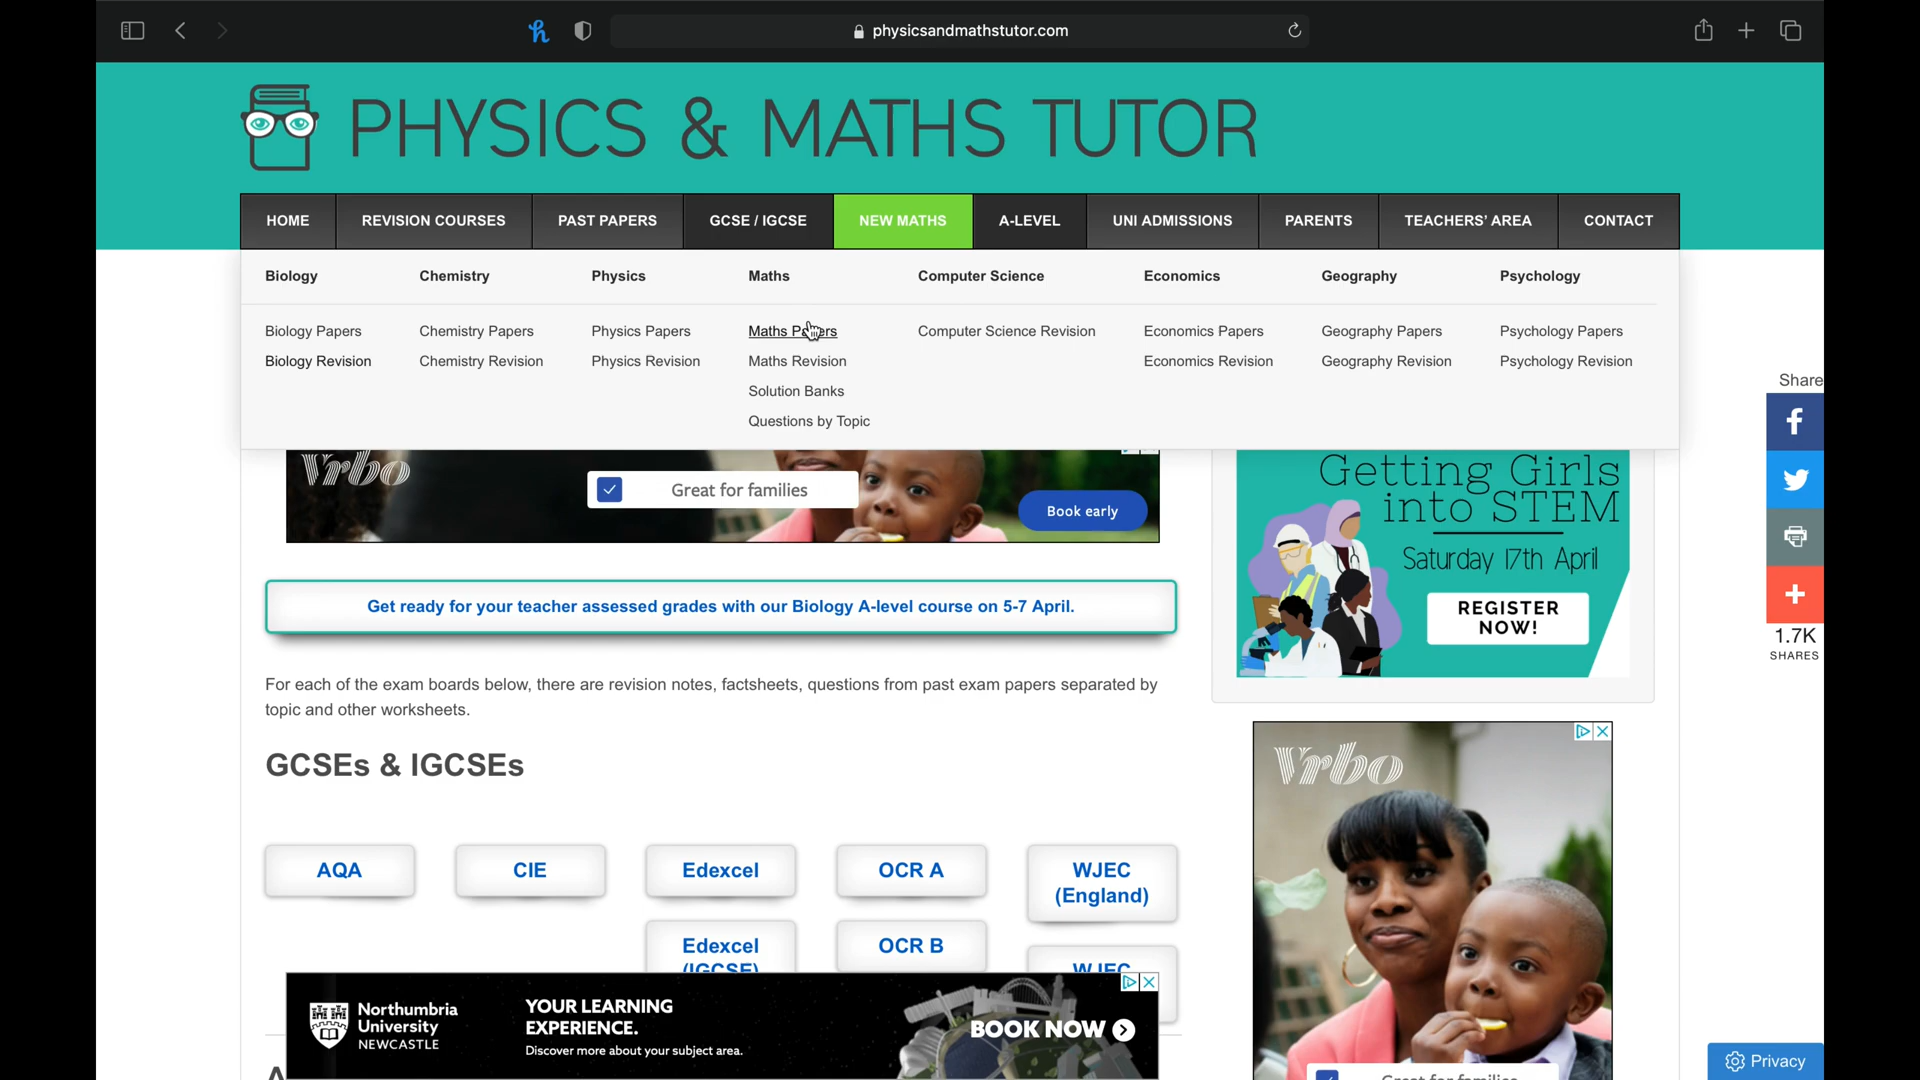 physicsandmathstutor.com
PHYSICS & MATHS TUTOR
HOME
REVISION COURSES
PAST PAPERS
GCSE / IGCSE
NEW MATHS
A-LEVEL
UNI ADMISSIONS
PARENTS
TEACHERS' AREA
CONTACT
Biology
Chemistry
Physics
Maths
Computer Science
Economics
Geography
Psychology
Biology Papers
Chemistry Papers
Physics Papers
Maths Papers
Computer Science Revision
Economics Papers
Geography Papers
Psychology Papers
Biology Revision
Chemistry Revision
Physics Revision
Maths Revision
Economics Revision
Geography Revision
Psychology Revision
Solution Banks
Questions by Topic
Share
Vrbo
Great for families
Book early
Getting Girls
into STEM
Saturday 17th April
REGISTER
NOW!
Get ready for your teacher assessed grades with our Biology A-level course on 5-7 April.
1.7K
SHARES
For each of the exam boards below, there are revision notes, factsheets, questions from past exam papers separated by
topic and other worksheets.
GCSEs & IGCSEs
Vrbo
AQA
CIE
Edexcel
OCR A
WJEC
(England)
Edexcel
(IGCSE)
OCR B
WJEC
Northumbria
University
NEWCASTLE
YOUR LEARNING
EXPERIENCE.
Discover more about your subject area.
BOOK NOW
Great for families
Privacy